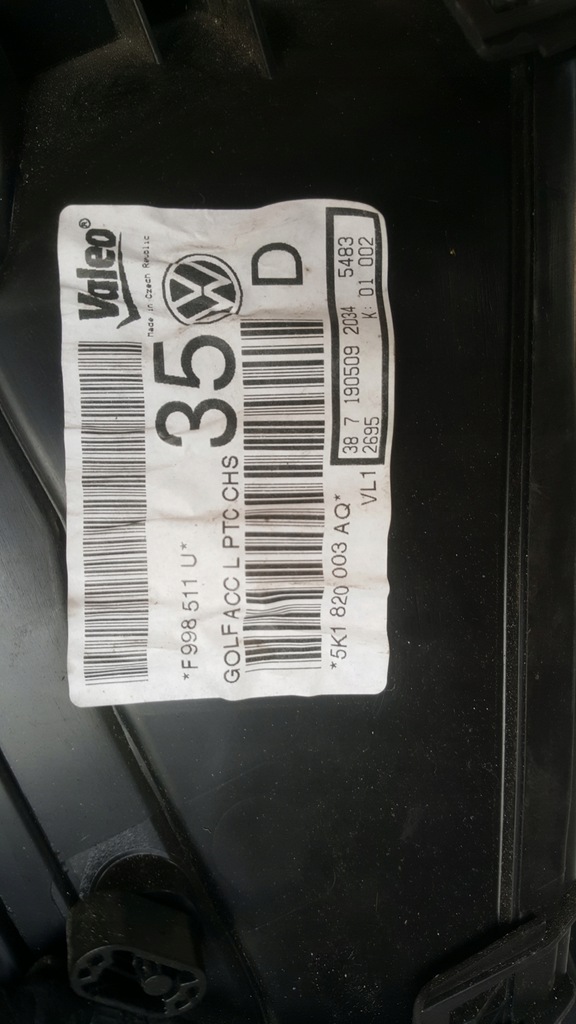 Valeo®
Made in Czech Republic
*F998 511 U*
35
GOLF ACC L PTC CHS
D
*5K1 820 003 AQ*
VL1
38 7 190509 2034 5483
2695 K: 01 002